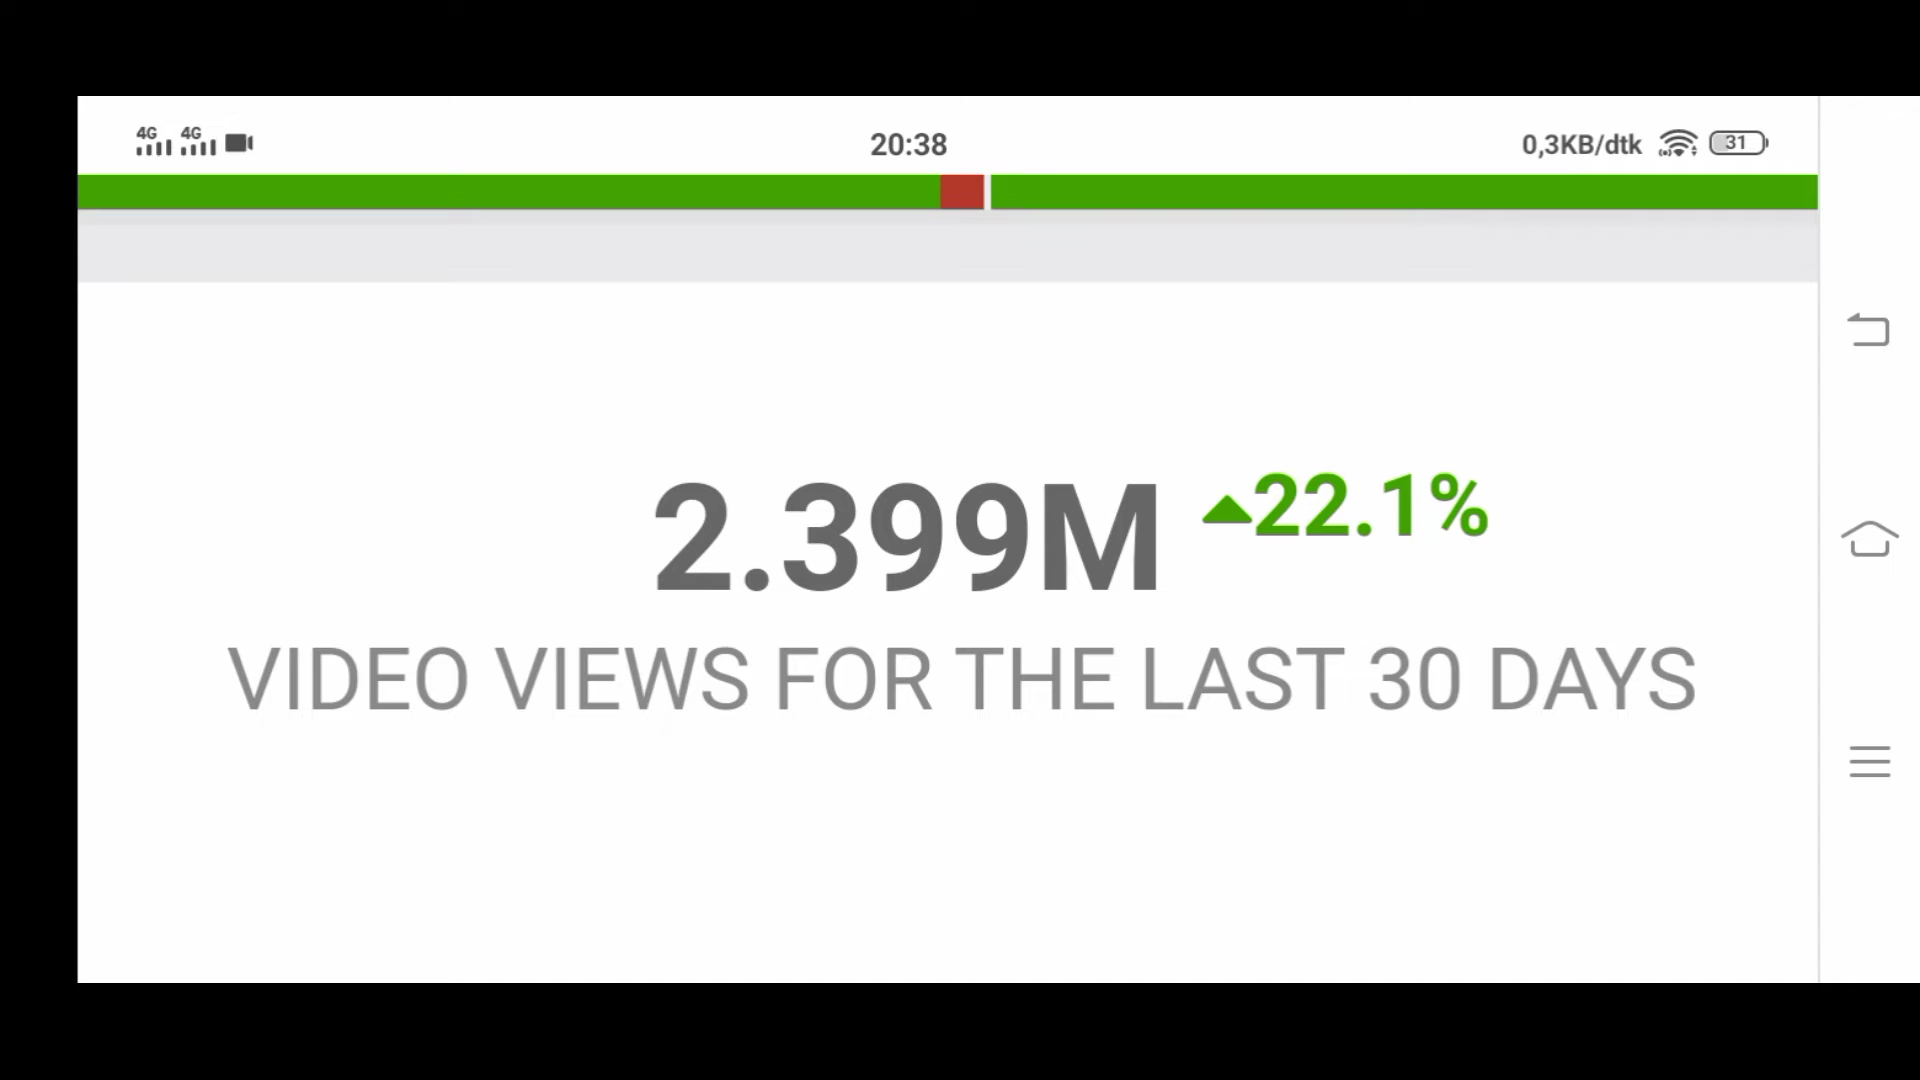 4G 4G 20:38 0,3KB/dtk 31
2.399M 22.1%
VIDEO VIEWS FOR THE LAST 30 DAYS